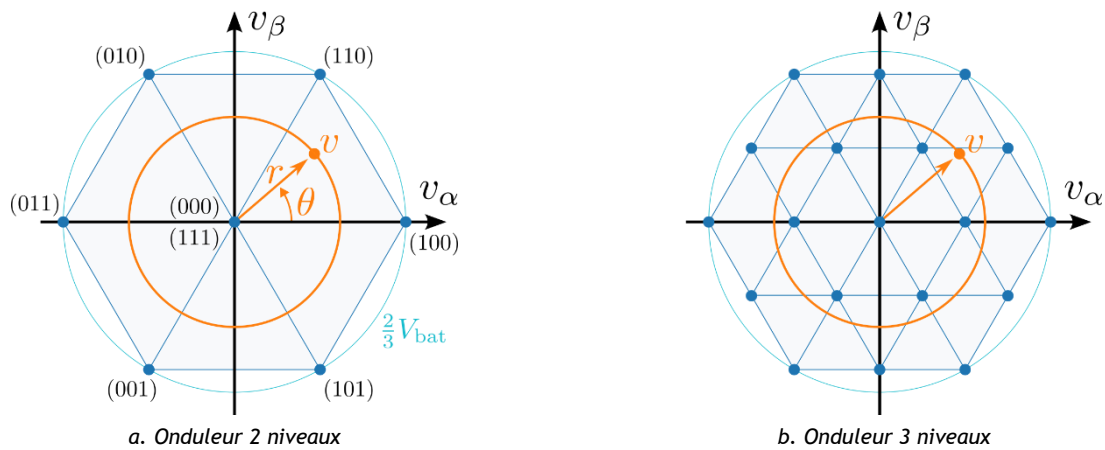 v_β
(010)
(110)
v
r
θ
v_α
(011)
(000)
(111)
(100)
2/3 V_bat
(001)
(101)
a. Onduleur 2 niveaux
v_β
v
v_α
b. Onduleur 3 niveaux